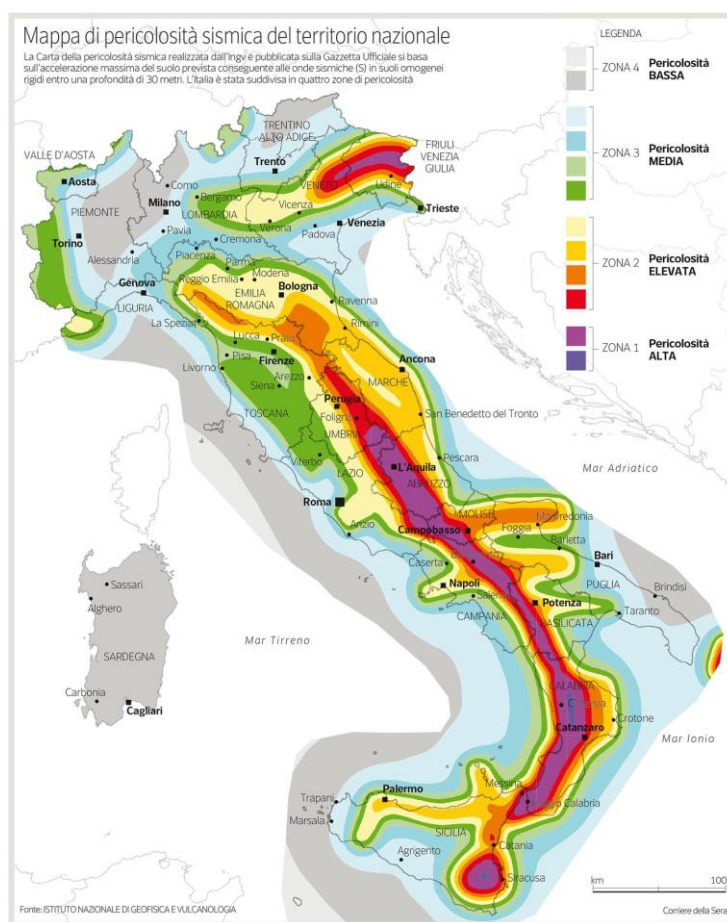 Mappa di pericolosità sismica del territorio nazionale
La Carta della pericolosità sismica realizzata dall'Ingv e pubblicata sulla Gazzetta Ufficiale si basa
sull'accelerazione massima del suolo prevista conseguente alle onde sismiche (S) in suoli omogenei
rigidi entro una profondità di 30 metri. L'Italia è stata suddivisa in quattro zone di pericolosità
LEGENDA
ZONA 4 Pericolosità
BASSA
ZONA 3 Pericolosità
MEDIA
ZONA 2 Pericolosità
ELEVATA
ZONA 1 Pericolosità
ALTA
TRENTINO
ALTO ADIGE
FRIULI
VENEZIA
GIULIA
VALLE D'AOSTA
Trento
Aosta
Como
VENETO
Udine
Bergamo
Milano
PIEMONTE
LOMBARDIA
Vicenza
Trieste
Venezia
Verona
Padova
Torino
Pavia
Cremona
Alessandria
Piacenza
Parma
Modena
Genova
Reggio Emilia
Bologna
LIGURIA
EMILIA
ROMAGNA
Ravenna
La Spezia
Rimini
Lucca
Prato
Pisa
Firenze
Ancona
Livorno
Arezzo
MARCHE
Siena
TOSCANA
Perugia
Foligno
San Benedetto del Tronto
UMBRIA
Viterbo
Pescara
L'Aquila
LAZIO
ABRUZZO
Mar Adriatico
Roma
MOLISE
Manfredonia
Anzio
Campobasso
Foggia
Barletta
Caserta
Bari
Napoli
PUGLIA
Sassari
Salerno
Potenza
Brindisi
Alghero
CAMPANIA
Taranto
BASILICATA
Mar Tirreno
SARDEGNA
CALABRIA
Carbonia
Cagliari
Crotone
Catanzaro
Mar Ionio
Messina
Palermo
Reggio Calabria
Trapani
Marsala
SICILIA
Catania
Agrigento
Siracusa
km 100
Fonte: ISTITUTO NAZIONALE DI GEOFISICA E VULCANOLOGIA
Corriere della Sera